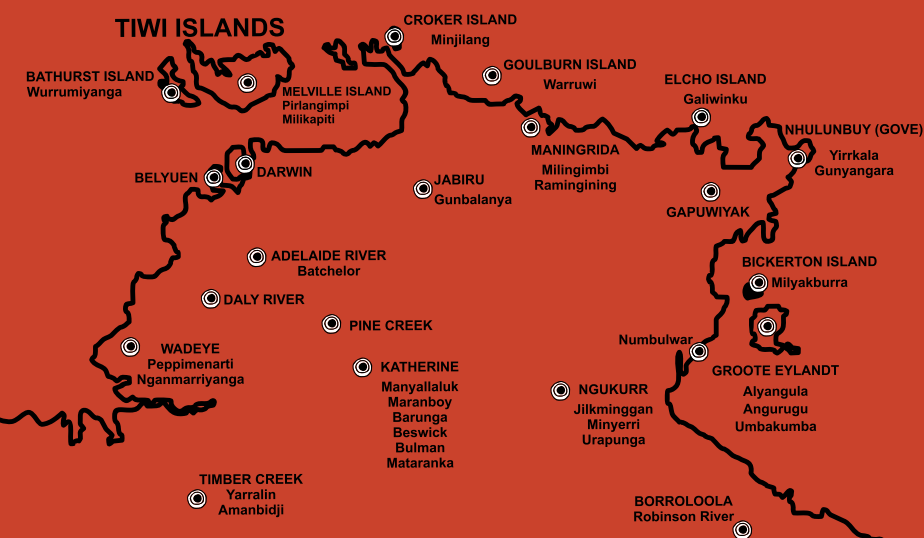 TIWI ISLANDS
CROKER ISLAND
Minjilang
BATHURST ISLAND
Wurrumiyanga
MELVILLE ISLAND
Pirlangimpi
Milikapiti
GOULBURN ISLAND
Warruwi
ELCHO ISLAND
Galiwinku
NHULUNBUY (GOVE)
Yirrkala
Gunyangara
MANINGRIDA
Milingimbi
Ramingining
BELYUEN
DARWIN
JABIRU
Gunbalanya
GAPUWIYAK
ADELAIDE RIVER
Batchelor
BICKERTON ISLAND
Milyakburra
DALY RIVER
PINE CREEK
Numbulwar
WADEYE
Peppimenarti
Nganmarriyanga
KATHERINE
Manyallaluk
Maranboy
Barunga
Beswick
Bulman
Mataranka
NGUKURR
Jilkminggan
Minyerri
Urapunga
GROOTE EYLANDT
Alyangula
Angurugu
Umbakumba
TIMBER CREEK
Yarralin
Amanbidji
BORROLOOLA
Robinson River